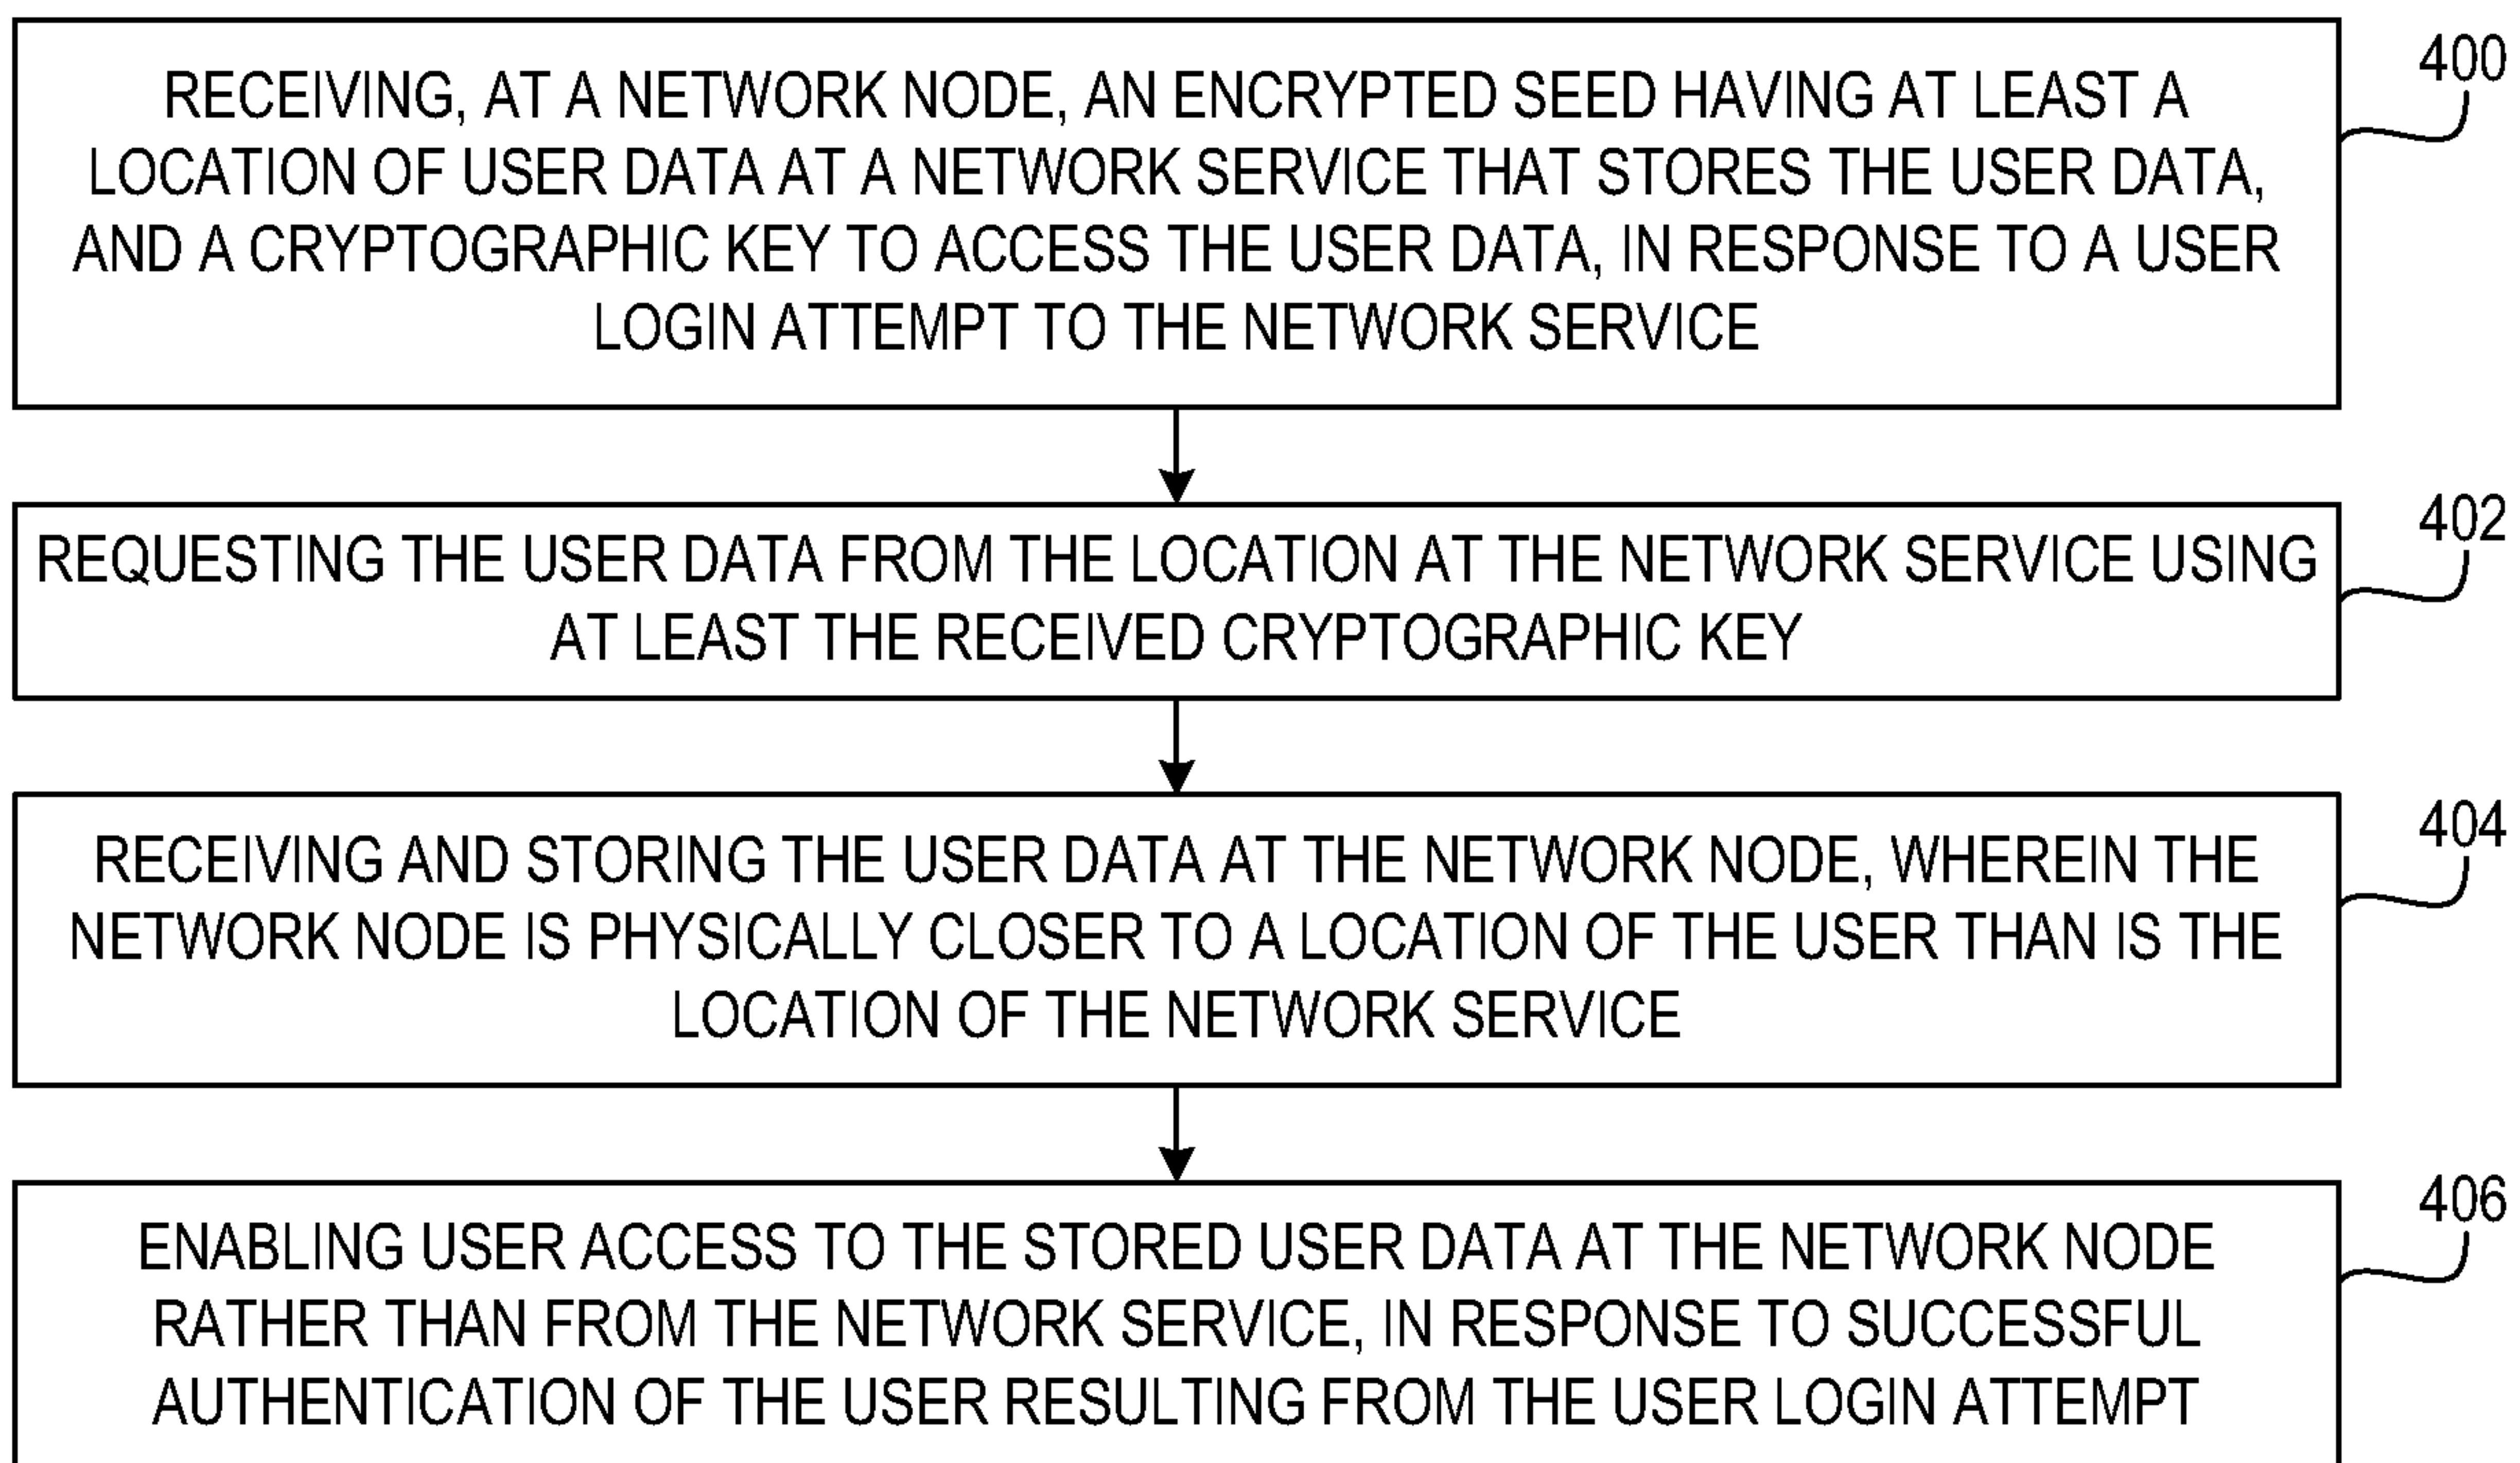 RECEIVING, AT A NETWORK NODE, AN ENCRYPTED SEED HAVING AT LEAST A
LOCATION OF USER DATA AT A NETWORK SERVICE THAT STORES THE USER DATA,
AND A CRYPTOGRAPHIC KEY TO ACCESS THE USER DATA, IN RESPONSE TO A USER
LOGIN ATTEMPT TO THE NETWORK SERVICE
400
REQUESTING THE USER DATA FROM THE LOCATION AT THE NETWORK SERVICE USING
AT LEAST THE RECEIVED CRYPTOGRAPHIC KEY
402
RECEIVING AND STORING THE USER DATA AT THE NETWORK NODE, WHEREIN THE
NETWORK NODE IS PHYSICALLY CLOSER TO A LOCATION OF THE USER THAN IS THE
LOCATION OF THE NETWORK SERVICE
404
ENABLING USER ACCESS TO THE STORED USER DATA AT THE NETWORK NODE
RATHER THAN FROM THE NETWORK SERVICE, IN RESPONSE TO SUCCESSFUL
AUTHENTICATION OF THE USER RESULTING FROM THE USER LOGIN ATTEMPT
406